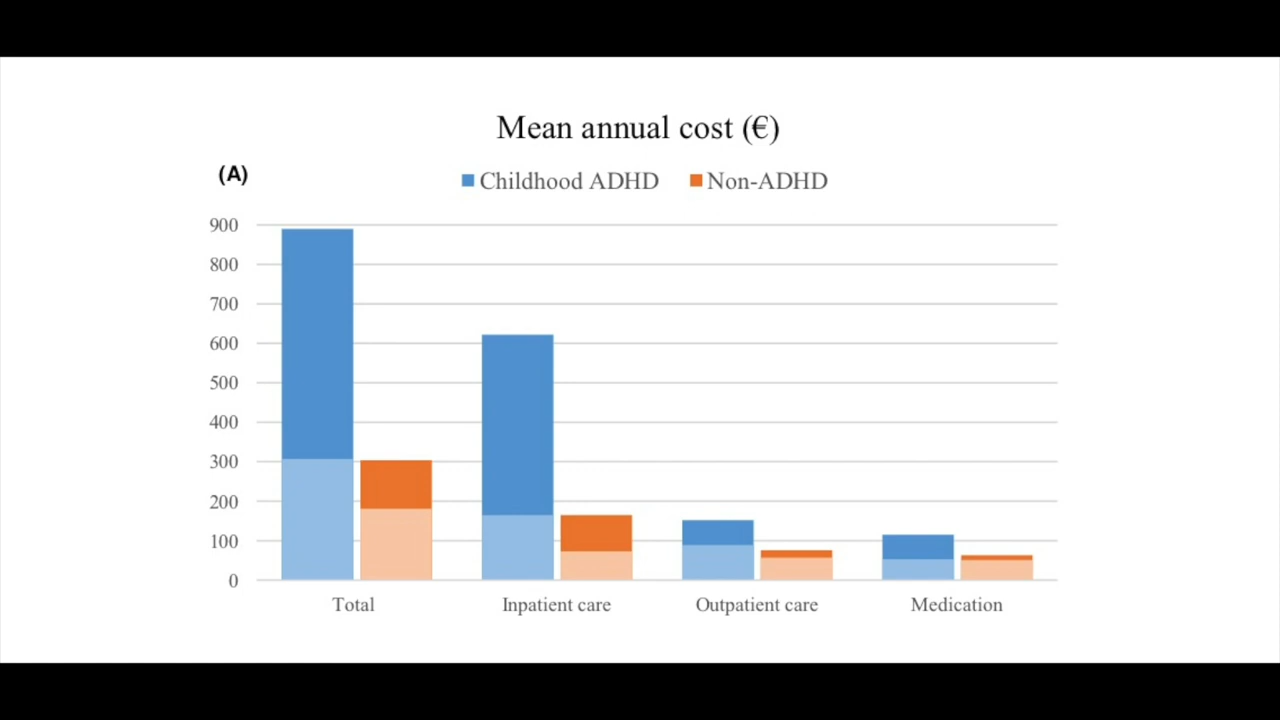 Mean annual cost (€)
(A)
Childhood ADHD Non-ADHD
900
800
700
600
500
400
300
200
100
0
Total Inpatient care Outpatient care Medication